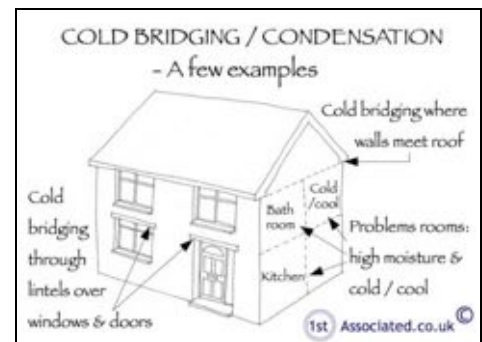 COLD BRIDGING / CONDENSATION
- A few examples
Cold bridging where
walls meet roof
Cold
bridging
through
lintels over
windows & doors
Bath
room
Cold
/cool
Kitchen
Problems rooms:
high moisture &
cold / cool
1st Associated.co.uk ©